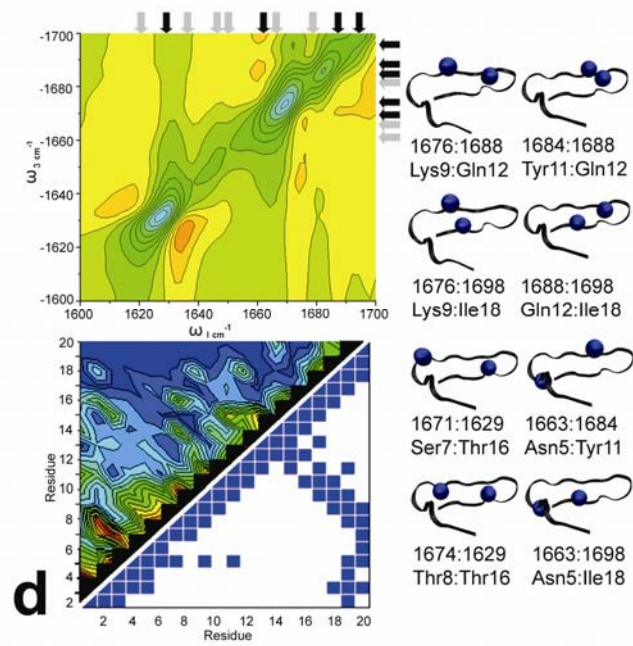 -1700
-1680
-1660
-1640
-1620
-1600
ω3 cm⁻¹
1600 1620 1640 1660 1680 1700
ω1 cm⁻¹
1676:1688 1684:1688
Lys9:Gln12 Tyr11:Gln12
1676:1698 1688:1698
Lys9:Ile18 Gln12:Ile18
1671:1629 1663:1684
Ser7:Thr16 Asn5:Tyr11
1674:1629 1663:1698
Thr8:Thr16 Asn5:Ile18
20
18
16
15
14
12
10
8
6
5
4
2
Residue
2 4 6 8 10 12 14 16 18 20
Residue
d